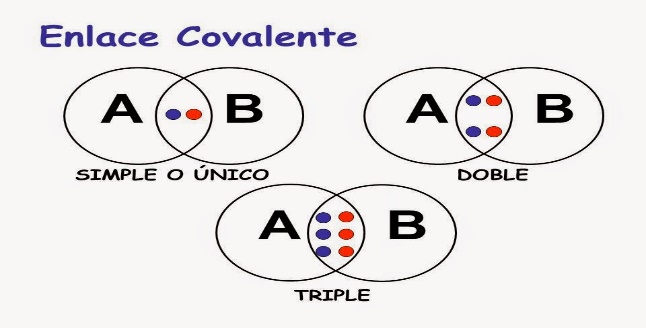 Enlace Covalente
A B
A B
SIMPLE O ÚNICO
DOBLE
A B
TRIPLE